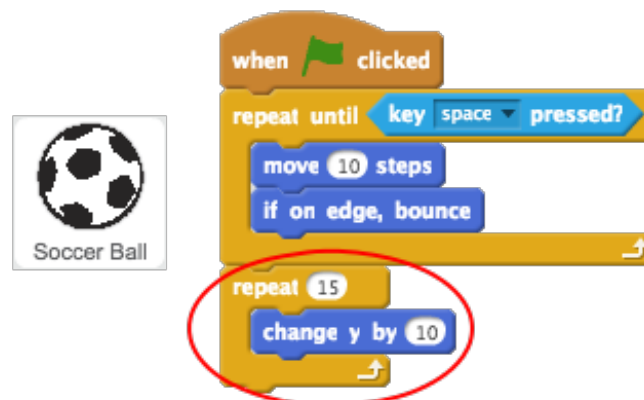 when clicked
repeat until key space pressed?
move 10 steps
if on edge, bounce
Soccer Ball
repeat 15
change y by 10